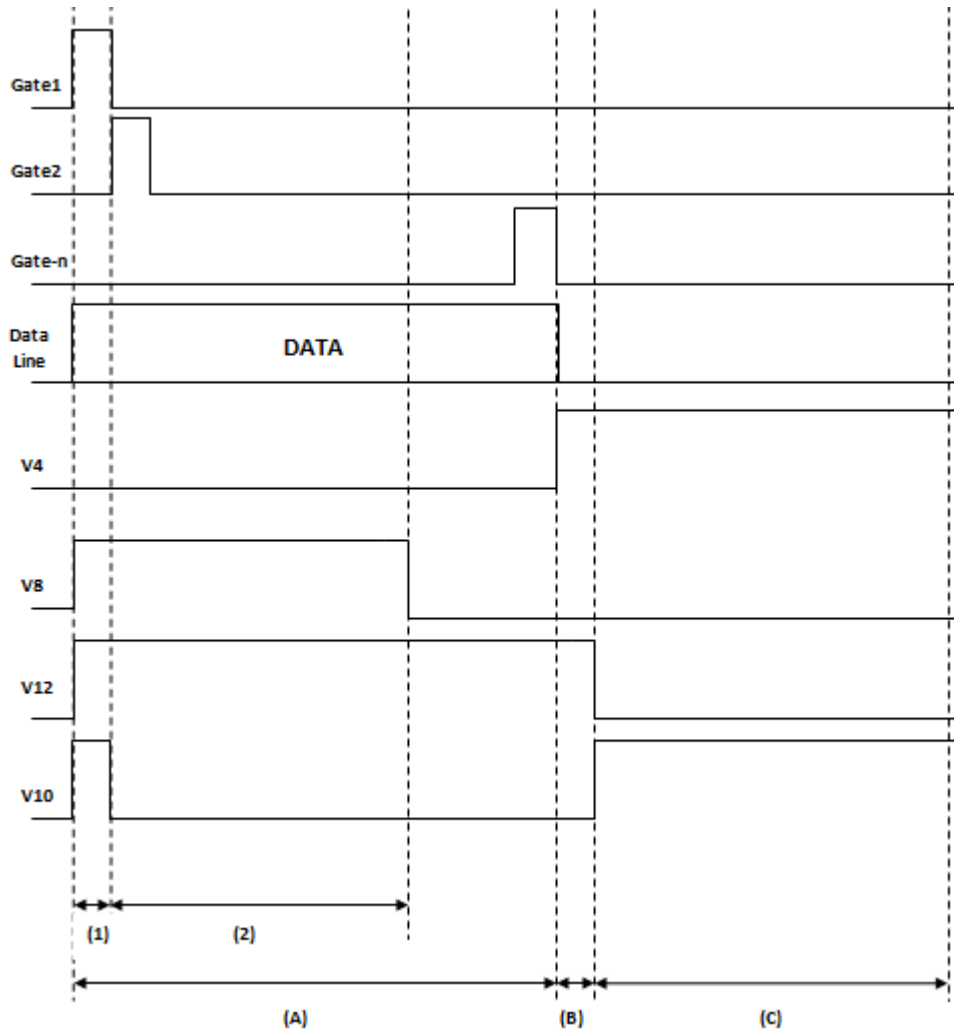 Gate1
Gate2
Gate-n
Data
Line
DATA
V4
V8
V12
V10
(1)
(2)
(A)
(B)
(C)